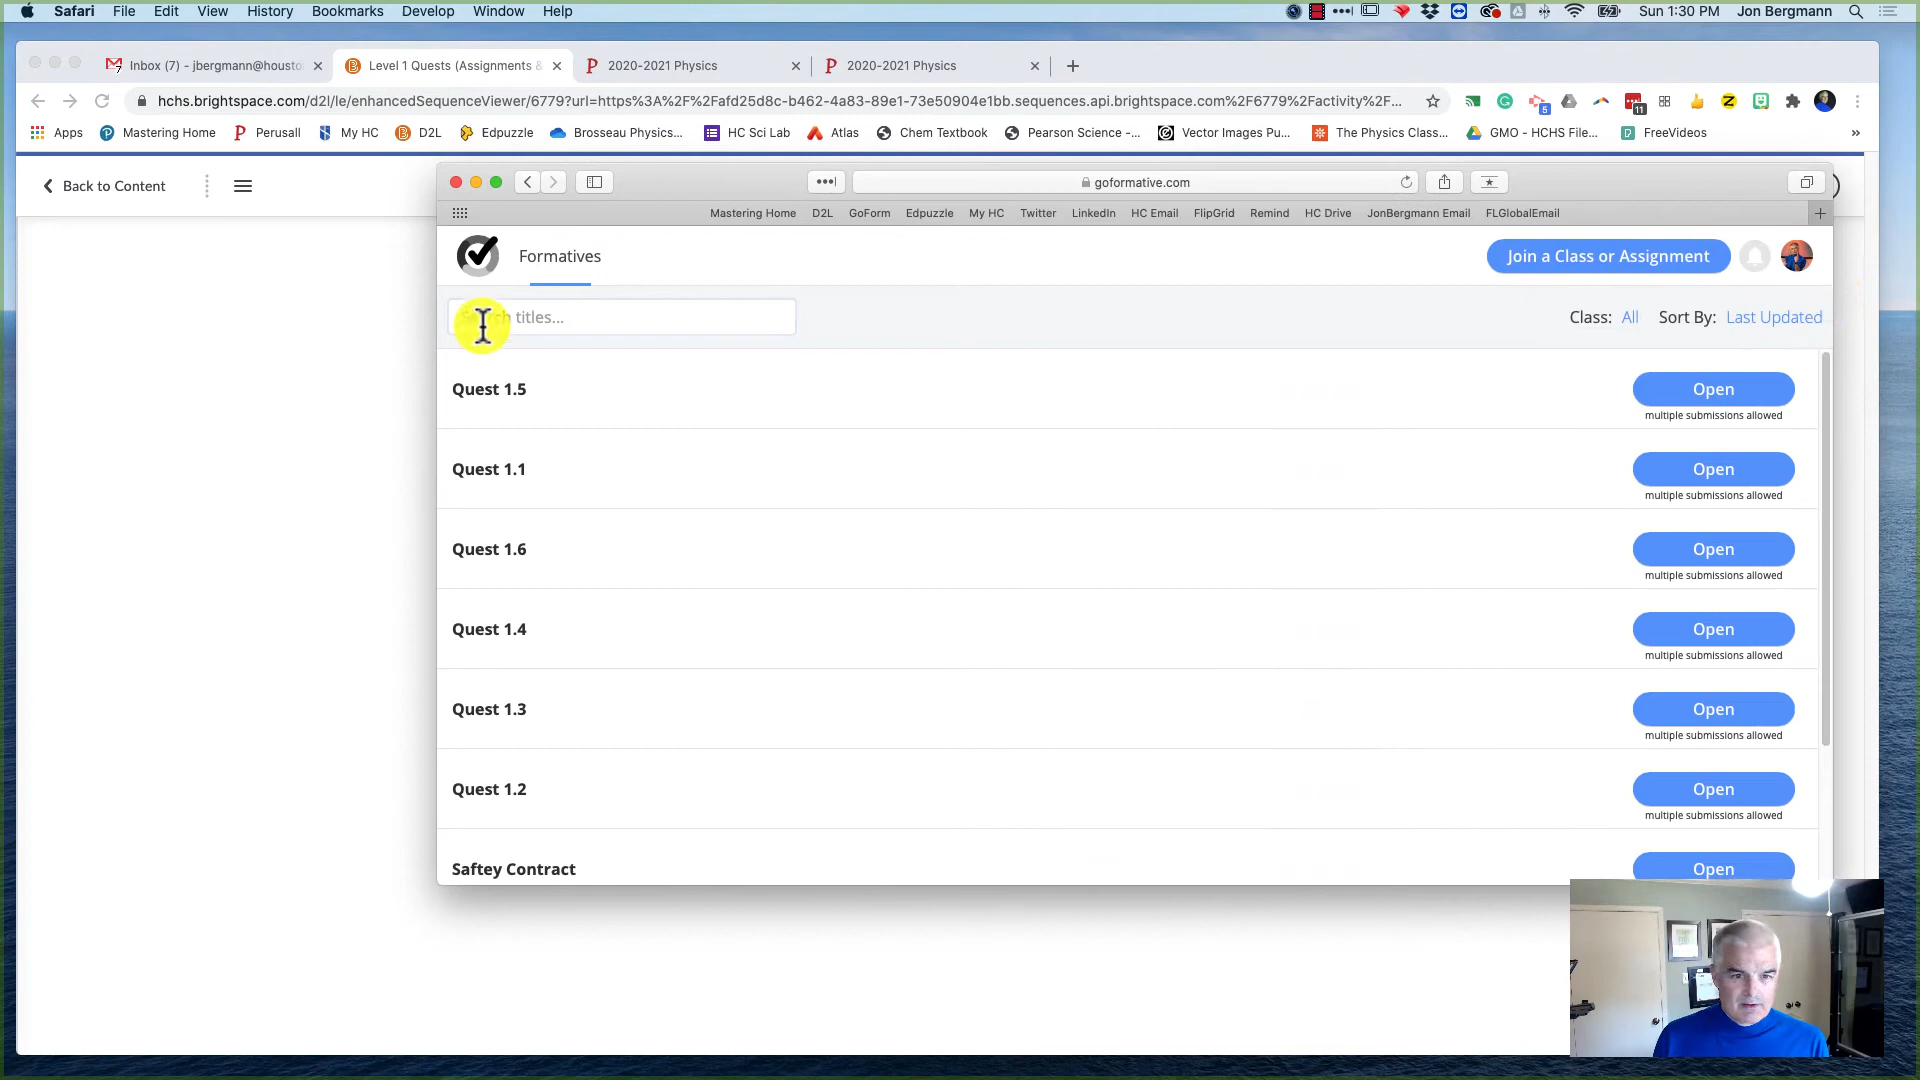 Safari File Edit View History Bookmarks Develop Window Help Sun 1:30 PM Jon Bergmann
Inbox (7) - jbergmann@housto Level 1 Quests (Assignments & 2020-2021 Physics 2020-2021 Physics
hchs.brightspace.com/d2l/le/enhancedSequenceViewer/6779?url=https%3A%2F%2Fafd25d8c-b462-4a83-89e1-73e50904e1bb.sequences.api.brightspace.com%2F6779%2Factivity%2F...
5 11
Apps Mastering Home Perusall My HC D2L Edpuzzle Brosseau Physics... HC Sci Lab Atlas Chem Textbook Pearson Science -... Vector Images Pu... The Physics Class... GMO - HCHS File... FreeVideos »
Back to Content
goformative.com
Mastering Home D2L GoForm Edpuzzle My HC Twitter LinkedIn HC Email FlipGrid Remind HC Drive JonBergmann Email FLGlobalEmail
Formatives Join a Class or Assignment
titles... Class: All Sort By: Last Updated
Quest 1.5 Open
multiple submissions allowed
Quest 1.1 Open
multiple submissions allowed
Quest 1.6 Open
multiple submissions allowed
Quest 1.4 Open
multiple submissions allowed
Quest 1.3 Open
multiple submissions allowed
Quest 1.2 Open
multiple submissions allowed
Saftey Contract Open